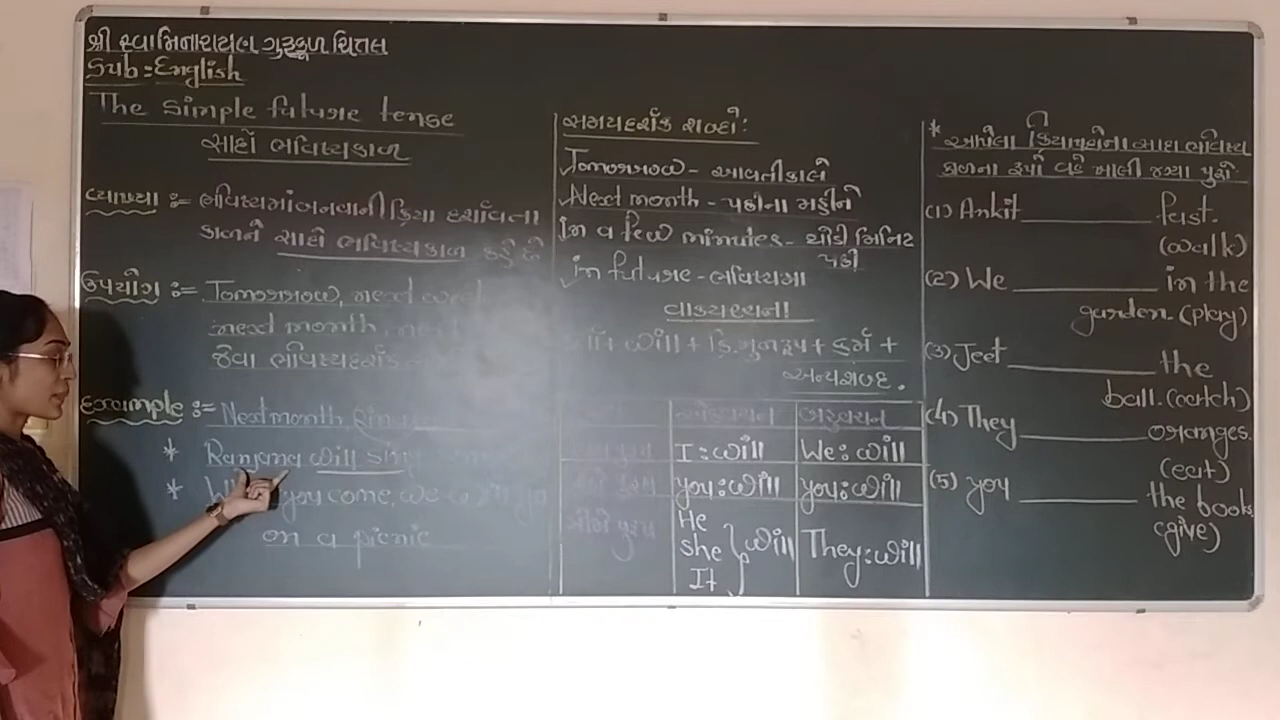 શ્રી સ્વામિનારાયણ ગુરૂકૂળ ચિત્તલ
Sub:- English
The simple future tense
સાદો ભવિષ્યકાળ
વ્યાખ્યા := ભવિષ્યમાં બનવાની ક્રિયા દર્શાવતા
કાળને સાદો ભવિષ્યકાળ કહે છે
ઉપયોગ := Tomorrow, next week
next month,
જેવા ભવિષ્યદર્શક
Example := Next month,
* Ranjana will sing
* you come, we will go
on a picnic
સમયદર્શક શબ્દો:
Tomorrow - આવતીકાલે
Next month - પછીના મહીને
In a few minutes - થોડી મિનિટ
પછી
in future - ભવિષ્યમા
વાક્યરચના
+ will + ક્રિ.મુળરૂપ + કર્મ +
અન્યશબ્દ.
એકવચન બહુવચન
I : will We : will
you : will you : will
ત્રીજો પુરૂષ He
she } will They : will
It
* આપેલા ક્રિયાપદોના સાદા ભવિષ્ય
કાળના રૂપો વડે ખાલી જગ્યા પુરો
(1) Ankit ________ fast.
(walk)
(2) We ________ in the
garden. (play)
(3) Jeet ________ the
ball. (catch)
(4) They ________ oranges.
(eat)
(5) you ________ the books
(give)